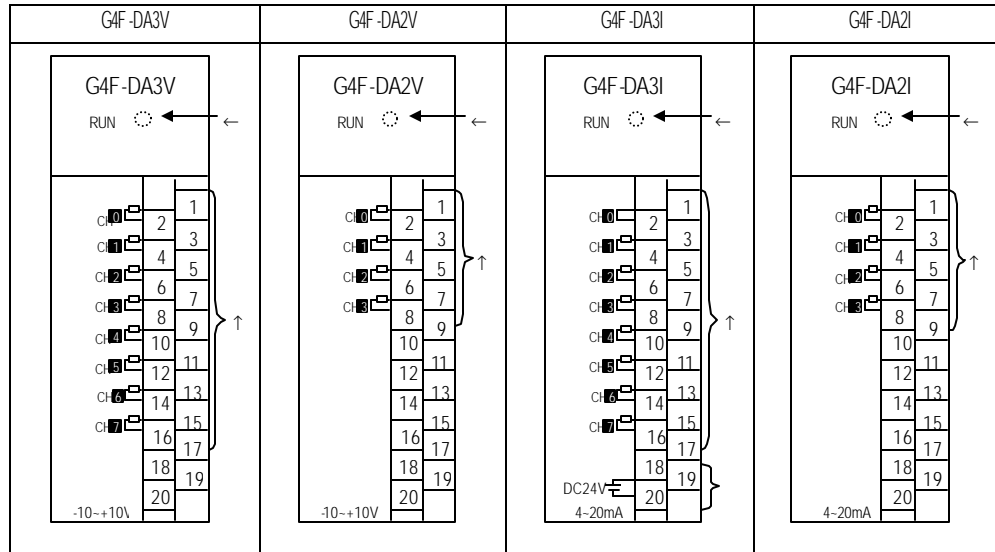 G4F-DA3V G4F-DA2V G4F-DA3I G4F-DA2I
G4F-DA3V
RUN ←
CH0
CH1
CH2
CH3
CH4
CH5
CH6
CH7
1
2
3
4
5
6
7
8
9
10
11
12
13
14
15
16
17
18
19
20
↑
-10~+10V
G4F-DA2V
RUN ←
CH0
CH1
CH2
CH3
1
2
3
4
5
6
7
8
9
10
11
12
13
14
15
16
17
18
19
20
↑
-10~+10V
G4F-DA3I
RUN ←
CH0
CH1
CH2
CH3
CH4
CH5
CH6
CH7
1
2
3
4
5
6
7
8
9
10
11
12
13
14
15
16
17
18
19
20
↑
DC24V
4~20mA
G4F-DA2I
RUN ←
CH0
CH1
CH2
CH3
1
2
3
4
5
6
7
8
9
10
11
12
13
14
15
16
17
18
19
20
↑
4~20mA